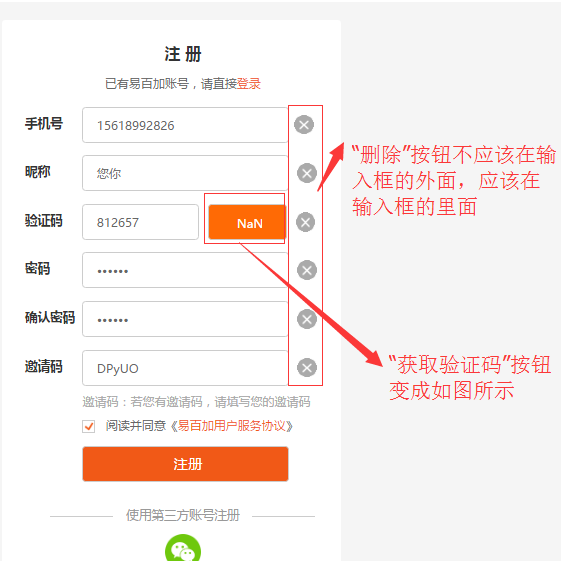 注 册
已有易百加账号，请直接登录
手机号 15618992826
昵称 您你
验证码 812657 NaN
密码 ••••••
确认密码 ••••••
邀请码 DPyUO
邀请码：若您有邀请码，请填写您的邀请码
阅读并同意《易百加用户服务协议》
注册
使用第三方账号注册
“删除”按钮不应该在输
入框的外面，应该在
输入框的里面
“获取验证码”按钮
变成如图所示